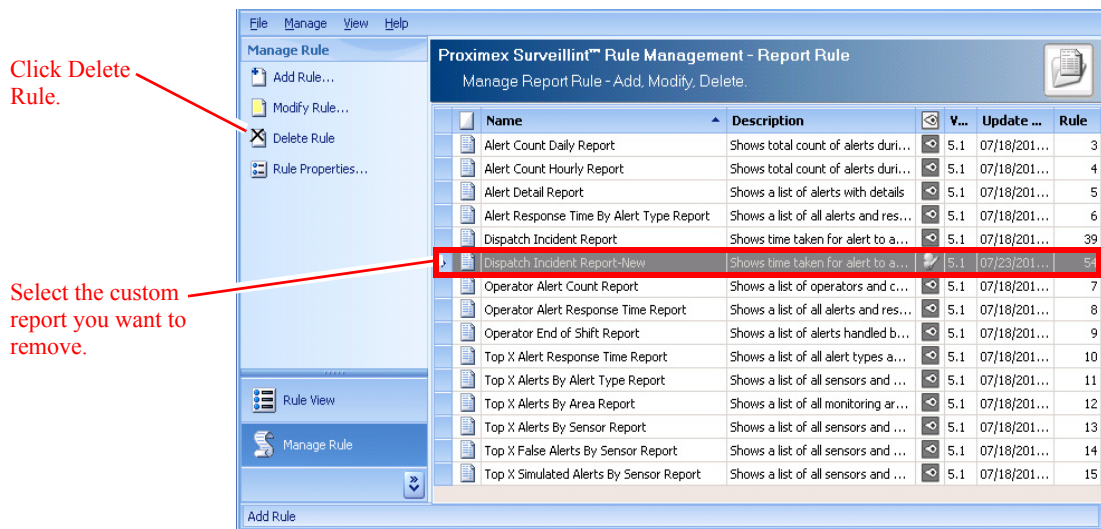 File Manage View Help
Manage Rule
Add Rule...
Modify Rule...
Delete Rule
Rule Properties...
Click Delete
Rule.
Select the custom
report you want to
remove.
Proximex Surveillint™ Rule Management - Report Rule
Manage Report Rule - Add, Modify, Delete.
Name Description V... Update ... Rule
Alert Count Daily Report Shows total count of alerts duri... 5.1 07/18/201... 3
Alert Count Hourly Report Shows total count of alerts duri... 5.1 07/18/201... 4
Alert Detail Report Shows a list of alerts with details 5.1 07/18/201... 5
Alert Response Time By Alert Type Report Shows a list of all alerts and res... 5.1 07/18/201... 6
Dispatch Incident Report Shows time taken for alert to a... 5.1 07/18/201... 39
Dispatch Incident Report-New Shows time taken for alert to a... 5.1 07/23/201... 54
Operator Alert Count Report Shows a list of operators and c... 5.1 07/18/201... 7
Operator Alert Response Time Report Shows a list of all alerts and res... 5.1 07/18/201... 8
Operator End of Shift Report Shows a list of alerts handled b... 5.1 07/18/201... 9
Top X Alert Response Time Report Shows a list of all alert types a... 5.1 07/18/201... 10
Top X Alerts By Alert Type Report Shows a list of all sensors and ... 5.1 07/18/201... 11
Top X Alerts By Area Report Shows a list of all monitoring ar... 5.1 07/18/201... 12
Top X Alerts By Sensor Report Shows a list of all sensors and ... 5.1 07/18/201... 13
Top X False Alerts By Sensor Report Shows a list of all sensors and ... 5.1 07/18/201... 14
Top X Simulated Alerts By Sensor Report Shows a list of all sensors and ... 5.1 07/18/201... 15
Rule View
Manage Rule
Add Rule